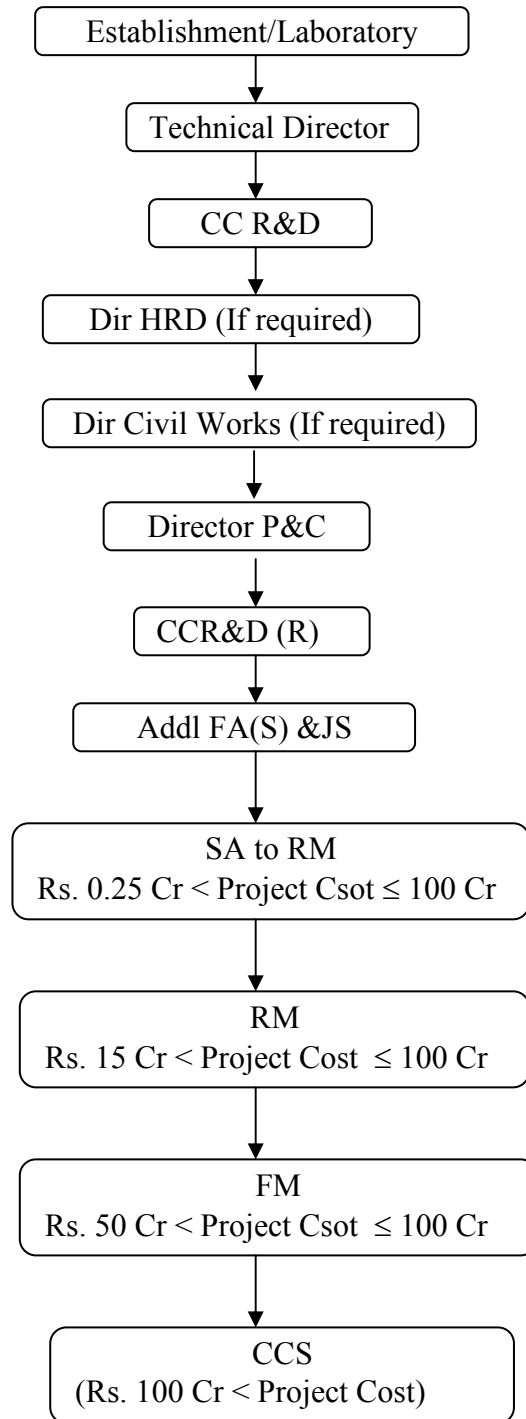 Establishment/Laboratory
Technical Director
CC R&D
Dir HRD (If required)
Dir Civil Works (If required)
Director P&C
CCR&D (R)
Addl FA(S) &JS
SA to RM
Rs. 0.25 Cr < Project Csot ≤ 100 Cr
RM
Rs. 15 Cr < Project Cost ≤ 100 Cr
FM
Rs. 50 Cr < Project Csot ≤ 100 Cr
CCS
(Rs. 100 Cr < Project Cost)